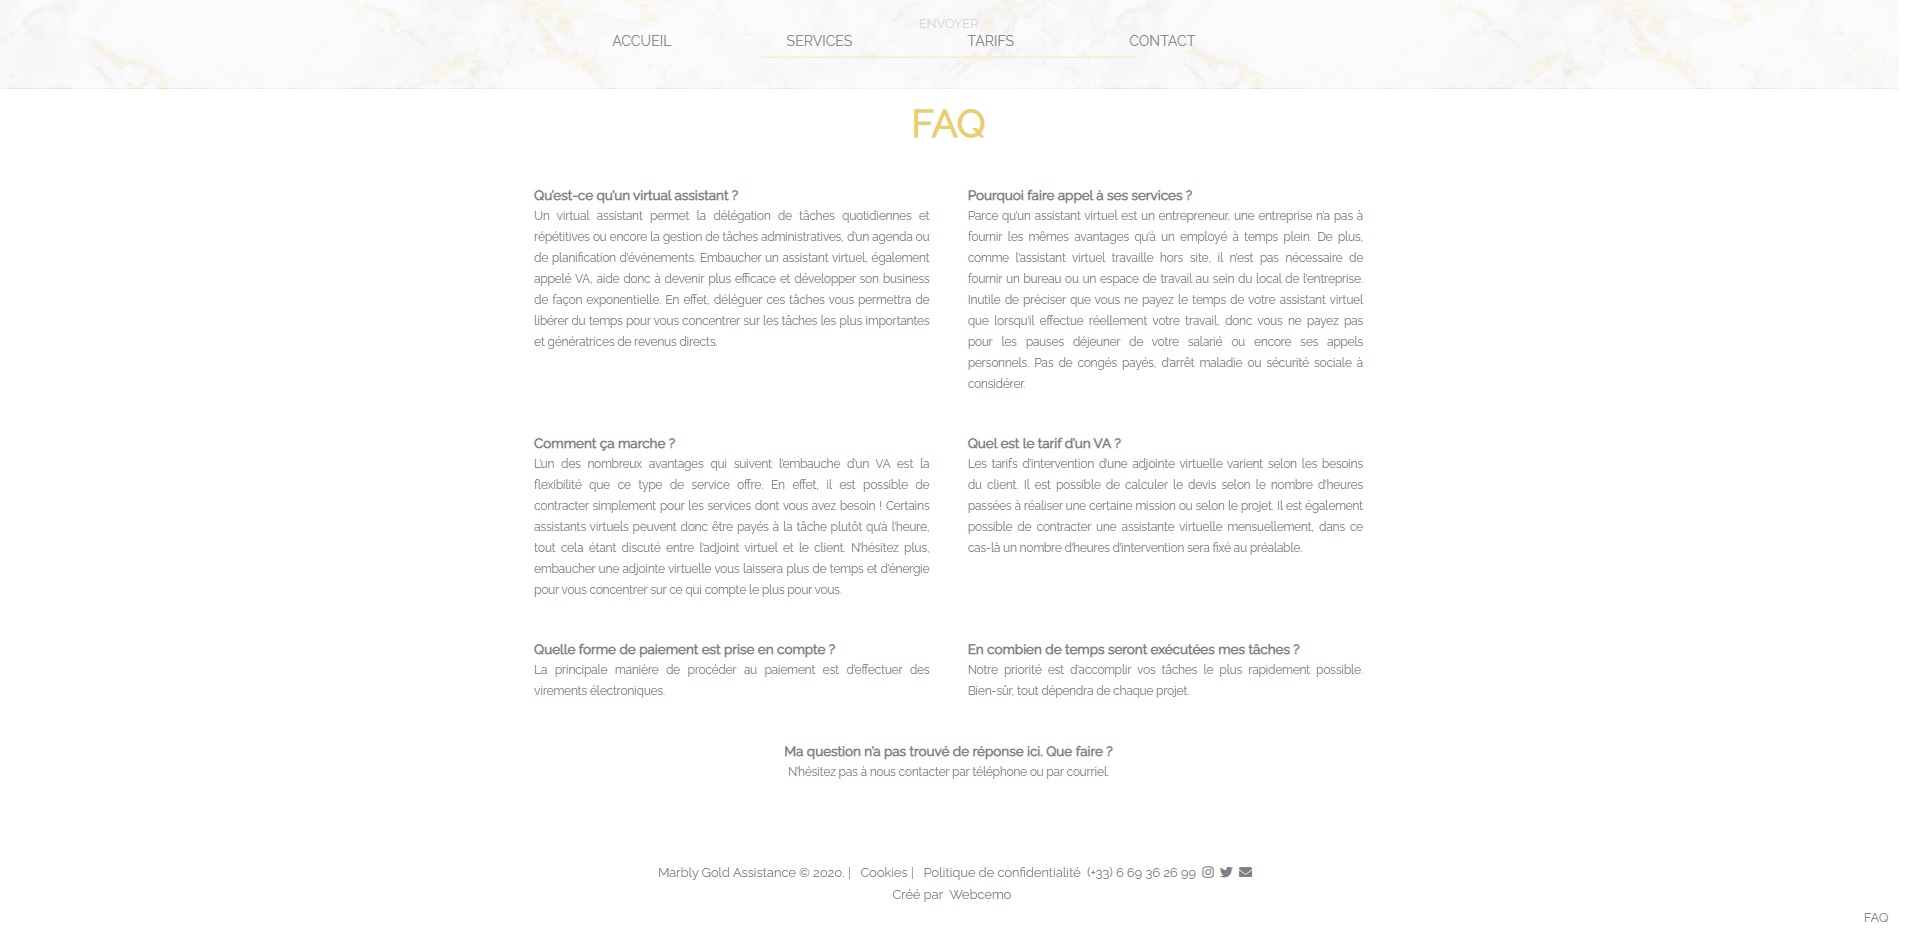 ENVOYER
ACCUEIL SERVICES TARIFS CONTACT
FAQ
Qu'est-ce qu'un virtual assistant ?
Un virtual assistant permet la délégation de tâches quotidiennes et
répétitives ou encore la gestion de tâches administratives, d'un agenda ou
de planification d'événements. Embaucher un assistant virtuel, également
appelé VA, aide donc à devenir plus efficace et développer son business
de façon exponentielle. En effet, déléguer ces tâches vous permettra de
libérer du temps pour vous concentrer sur les tâches les plus importantes
et génératrices de revenus directs.
Pourquoi faire appel à ses services ?
Parce qu'un assistant virtuel est un entrepreneur, une entreprise n'a pas à
fournir les mêmes avantages qu'à un employé à temps plein. De plus,
comme l'assistant virtuel travaille hors site, il n'est pas nécessaire de
fournir un bureau ou un espace de travail au sein du local de l'entreprise.
Inutile de préciser que vous ne payez le temps de votre assistant virtuel
que lorsqu'il effectue réellement votre travail, donc vous ne payez pas
pour les pauses déjeuner de votre salarié ou encore ses appels
personnels. Pas de congés payés, d'arrêt maladie ou sécurité sociale à
considérer.
Comment ça marche ?
L'un des nombreux avantages qui suivent l'embauche d'un VA est la
flexibilité que ce type de service offre. En effet, il est possible de
contracter simplement pour les services dont vous avez besoin ! Certains
assistants virtuels peuvent donc être payés à la tâche plutôt qu'à l'heure,
tout cela étant discuté entre l'adjoint virtuel et le client. N'hésitez plus,
embaucher une adjointe virtuelle vous laissera plus de temps et d'énergie
pour vous concentrer sur ce qui compte le plus pour vous.
Quel est le tarif d'un VA ?
Les tarifs d'intervention d'une adjointe virtuelle varient selon les besoins
du client. Il est possible de calculer le devis selon le nombre d'heures
passées à réaliser une certaine mission ou selon le projet. Il est également
possible de contracter une assistante virtuelle mensuellement, dans ce
cas-là un nombre d'heures d'intervention sera fixé au préalable.
Quelle forme de paiement est prise en compte ?
La principale manière de procéder au paiement est d'effectuer des
virements électroniques.
En combien de temps seront exécutées mes tâches ?
Notre priorité est d'accomplir vos tâches le plus rapidement possible.
Bien-sûr, tout dépendra de chaque projet.
Ma question n'a pas trouvé de réponse ici. Que faire ?
N'hésitez pas à nous contacter par téléphone ou par courriel.
Marbly Gold Assistance © 2020. | Cookies | Politique de confidentialité (+33) 6 69 36 26 99
Créé par Webcemo
FAQ